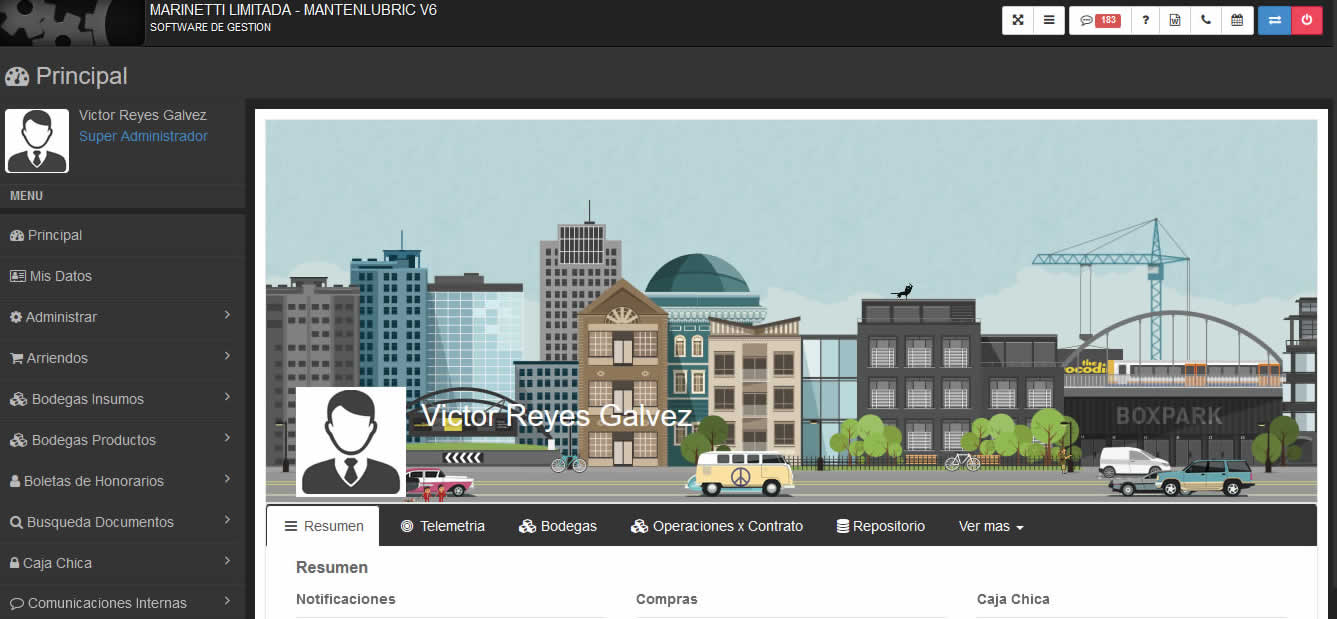 MARINETTI LIMITADA - MANTENLUBRIC V6
SOFTWARE DE GESTION
183
?
Principal
Victor Reyes Galvez
Super Administrador
MENU
Principal
Mis Datos
Administrar
Arriendos
Bodegas Insumos
Bodegas Productos
Boletas de Honorarios
Busqueda Documentos
Caja Chica
Comunicaciones Internas
the
ocodi
BOXPARK
Victor Reyes Galvez
Resumen
Telemetria
Bodegas
Operaciones x Contrato
Repositorio
Ver mas
Resumen
Notificaciones
Compras
Caja Chica